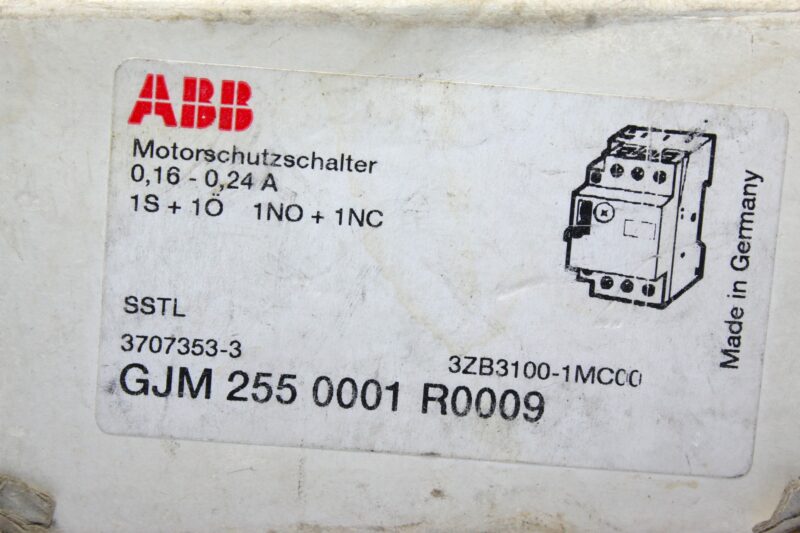 ABB
Motorschutzschalter
0,16 - 0,24 A
1S + 1Ö 1NO + 1NC
SSTL
3707353-3
3ZB3100-1MC00
GJM 255 0001 R0009
Made in Germany